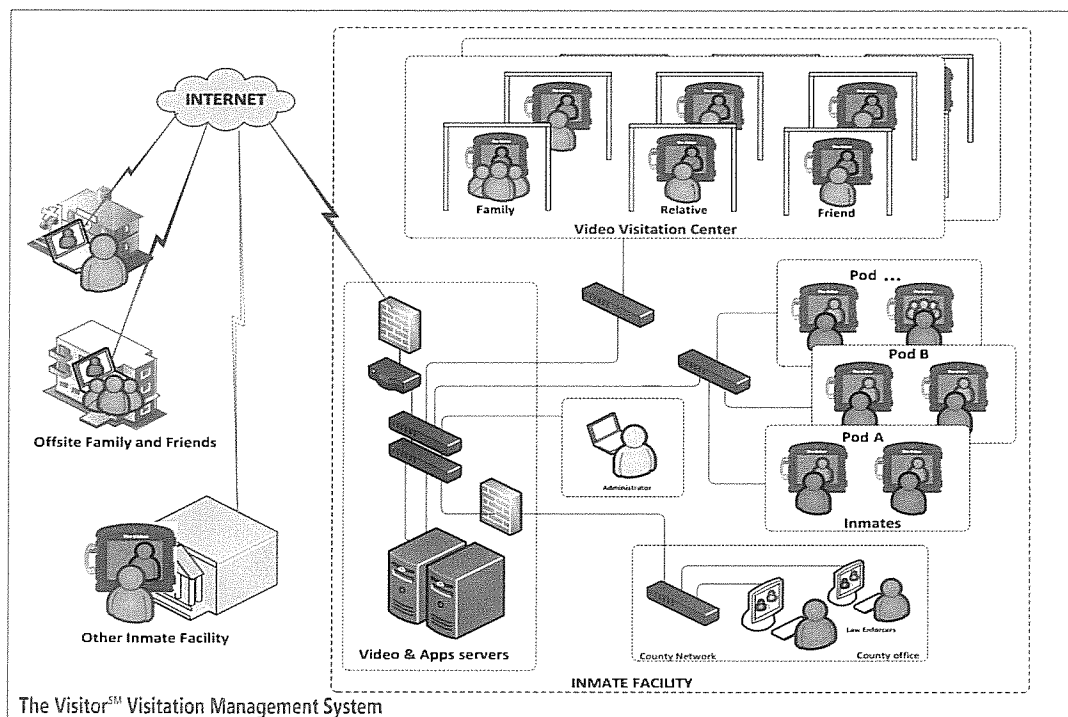 INTERNET
Family
Relative
Friend
Video Visitation Center
Pod ...
Pod B
Pod A
Inmates
Offsite Family and Friends
Administrator
Other Inmate Facility
Video & Apps servers
Law Enforcers
County Network
County office
INMATE FACILITY
The Visitor℠ Visitation Management System